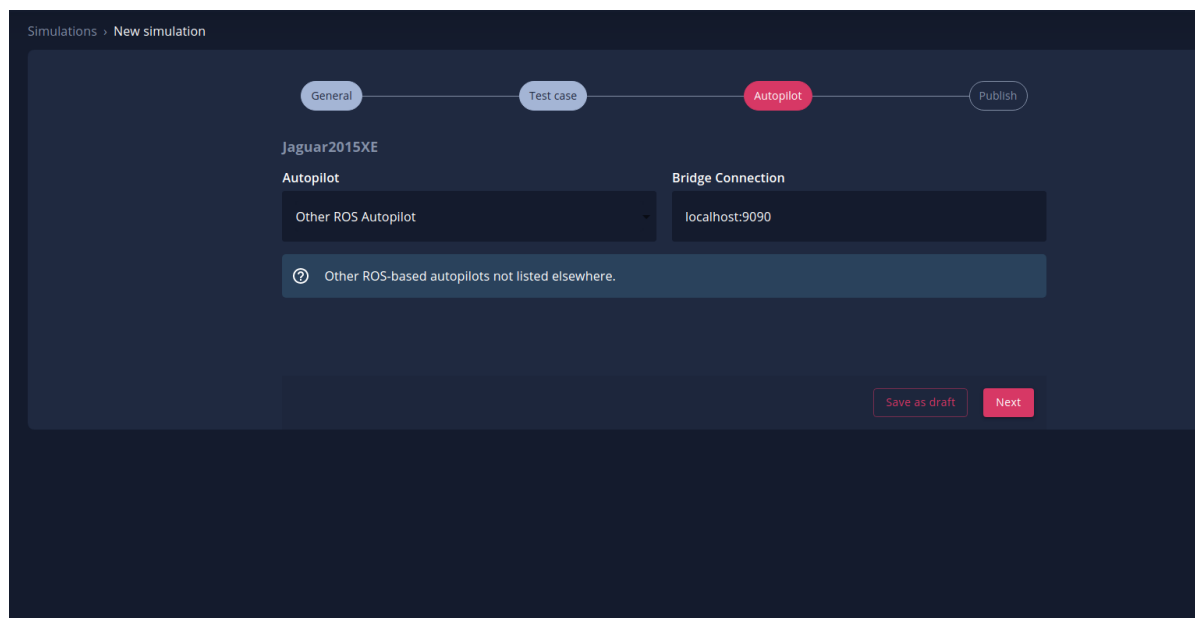 Simulations › New simulation
General Test case Autopilot Publish
Jaguar2015XE
Autopilot Bridge Connection
Other ROS Autopilot localhost:9090
Other ROS-based autopilots not listed elsewhere.
Save as draft Next